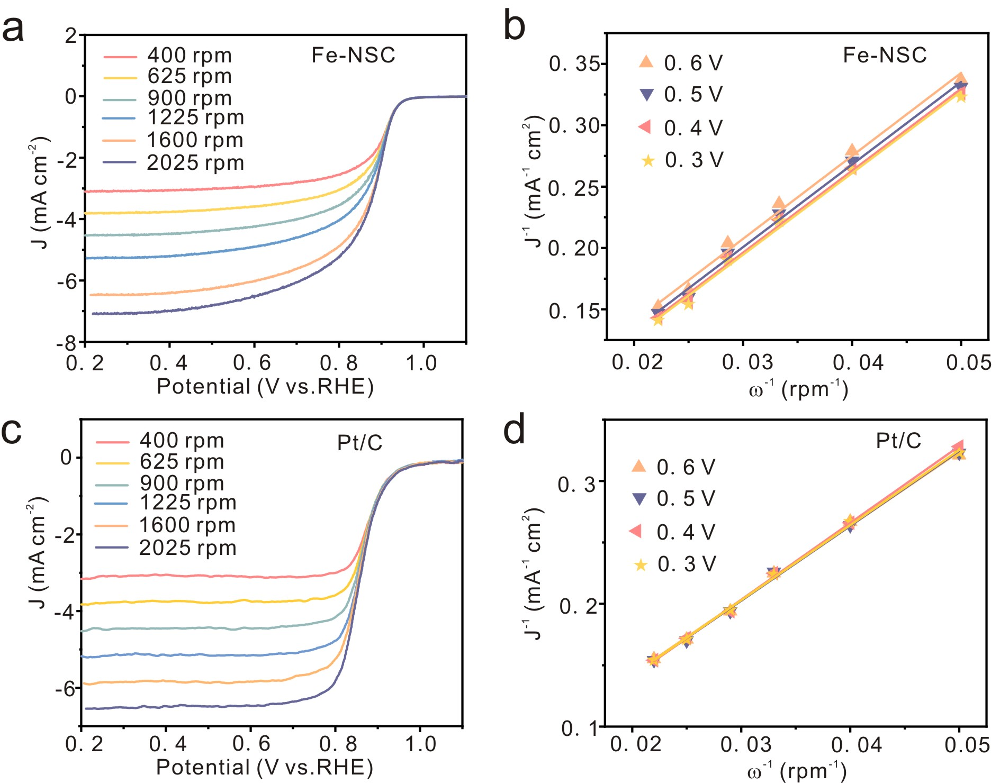 a
Fe-NSC
400 rpm
625 rpm
900 rpm
1225 rpm
1600 rpm
2025 rpm
2
0
-2
-4
-6
-8
J (mA cm-2)
0. 2 0. 4 0. 6 0. 8 1.0
Potential (V vs.RHE)
b
Fe-NSC
0. 6 V
0. 5 V
0. 4 V
0. 3 V
0. 35
0. 30
0. 25
0. 20
0. 15
J-1 (mA-1 cm2)
0. 02 0. 03 0. 04 0. 05
ω-1 (rpm-1)
c
Pt/C
400 rpm
625 rpm
900 rpm
1225 rpm
1600 rpm
2025 rpm
0
-2
-4
-6
J (mA cm-2)
0. 2 0. 4 0. 6 0. 8 1.0
Potential (V vs.RHE)
d
Pt/C
0. 6 V
0. 5 V
0. 4 V
0. 3 V
0. 3
0. 2
0. 1
J-1 (mA-1 cm2)
0. 02 0. 03 0. 04 0. 05
ω-1 (rpm-1)